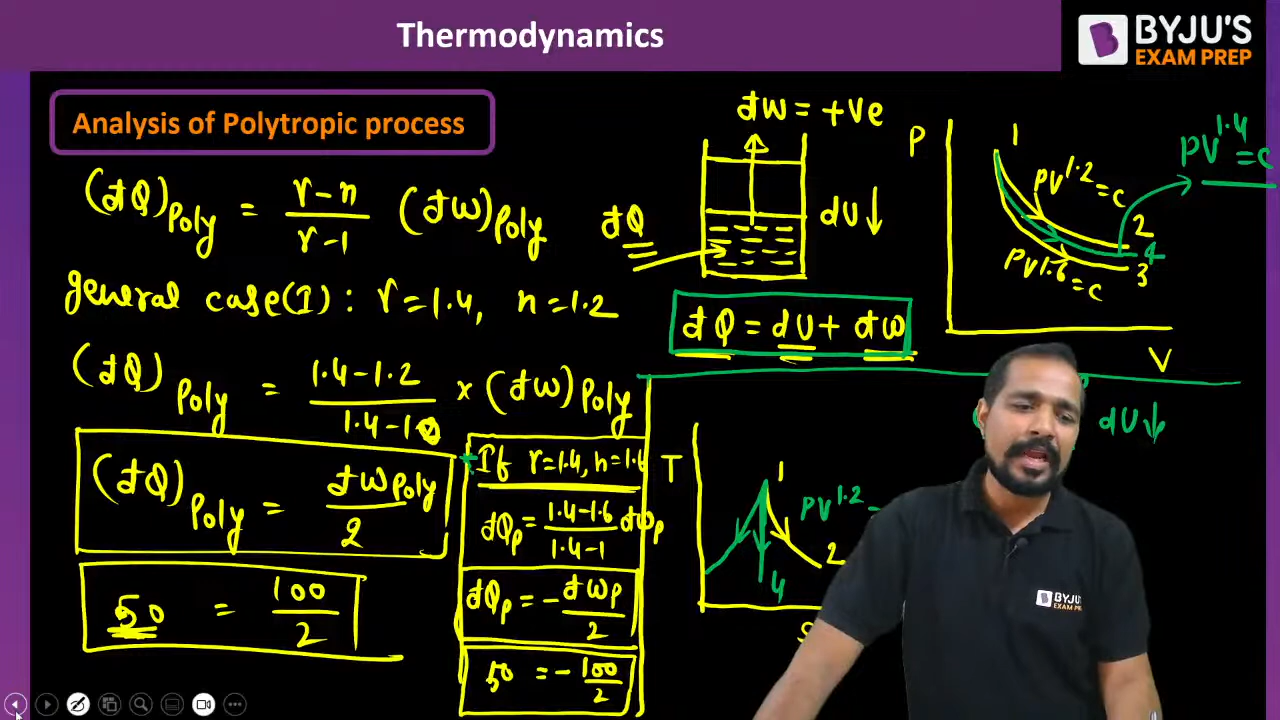 Thermodynamics
BYJU'S
EXAM PREP
Analysis of Polytropic process
(đQ)Poly = γ-n / γ-1 (đW)Poly
general case(I): γ=1.4, n=1.2
(đQ)Poly = 1.4-1.2 / 1.4-1 × (đW)Poly
(đQ)Poly = đWPoly / 2
50 = 100 / 2
If γ=1.4, n=1.6
đQp = 1.4-1.6 / 1.4-1 đWp
đQp = - đWp / 2
50 = - 100 / 2
đW = +Ve
đQ
dU↓
đQ = dU + đW
P
1
PV^1.2 = C
2
4
3
PV^1.6 = C
PV^1.4 = C
V
dU↓
T
1
PV^1.2 =
2
4
S
BYJU'S
EXAM PREP